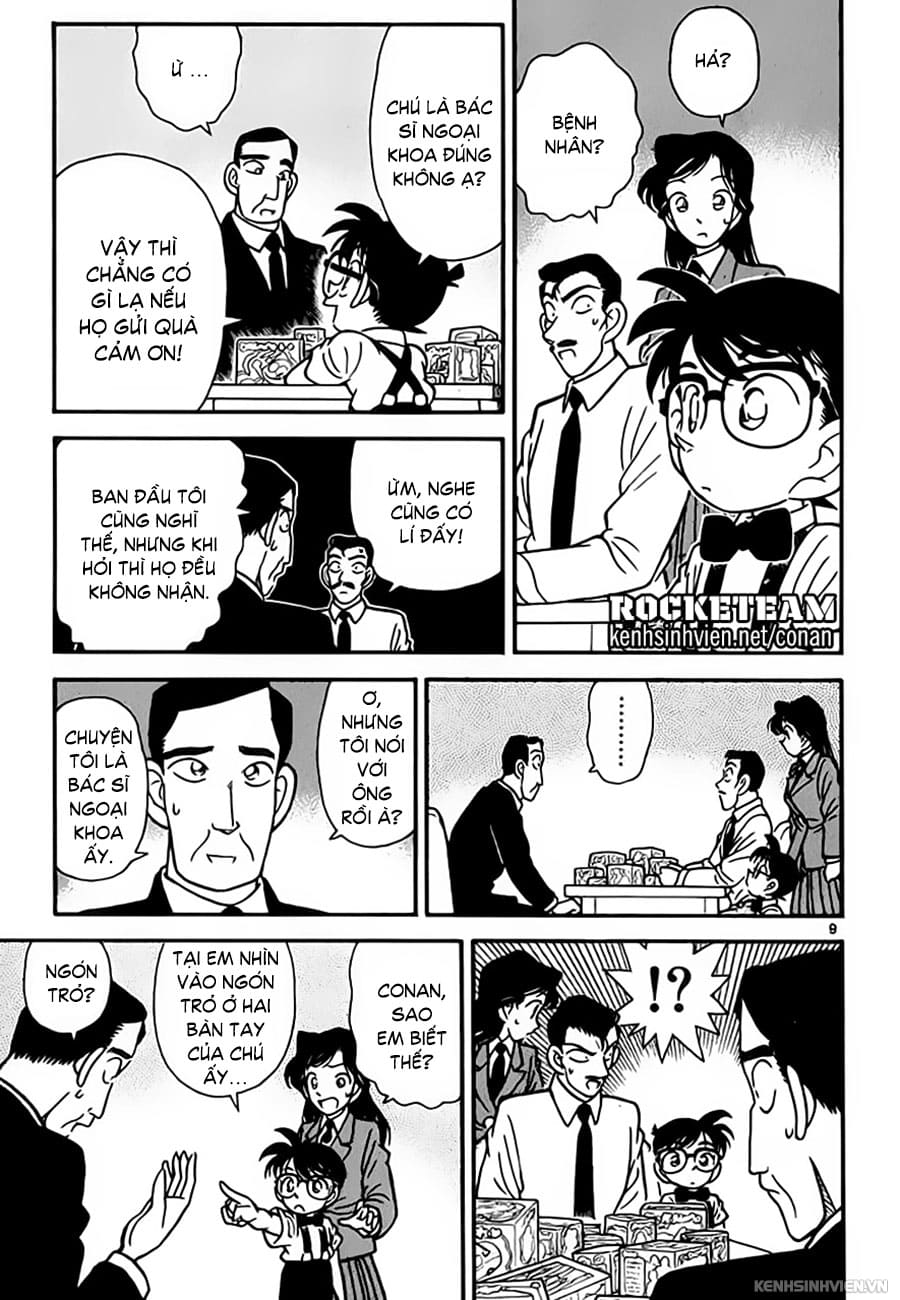 HẢ?
BỆNH
NHÂN?
CHÚ LÀ BÁC
SĨ NGOẠI
KHOA ĐÚNG
KHÔNG Ạ?
Ừ ...
VẬY THÌ
CHẲNG CÓ
GÌ LẠ NẾU
HỌ GỬI QUÀ
CẢM ƠN!
ỪM, NGHE
CŨNG CÓ
LÍ ĐẤY!
BAN ĐẦU TÔI
CŨNG NGHĨ
THẾ, NHƯNG KHI
HỎI THÌ HỌ ĐỀU
KHÔNG NHẬN.
ROCKETEAM
kenhsinhvien.net/conan
.........
Ơ,
NHƯNG
TÔI NÓI
VỚI
ÔNG
RỒI À?
CHUYỆN
TÔI LÀ
BÁC SĨ
NGOẠI
KHOA
ẤY.
9
!?
CONAN,
SAO
EM BIẾT
THẾ?
TẠI EM NHÌN
VÀO NGÓN
TRỎ Ở HAI
BÀN TAY
CỦA CHÚ
ẤY...
NGÓN
TRỎ?
KENHSINHVIEN.VN